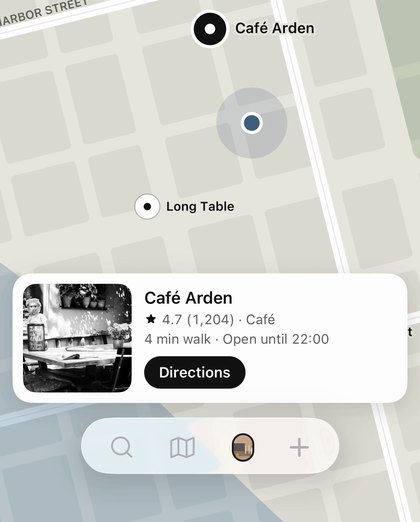 HARBOR STREET
Café Arden
Long Table
Café Arden
★ 4.7 (1,204) · Café
4 min walk · Open until 22:00
Directions